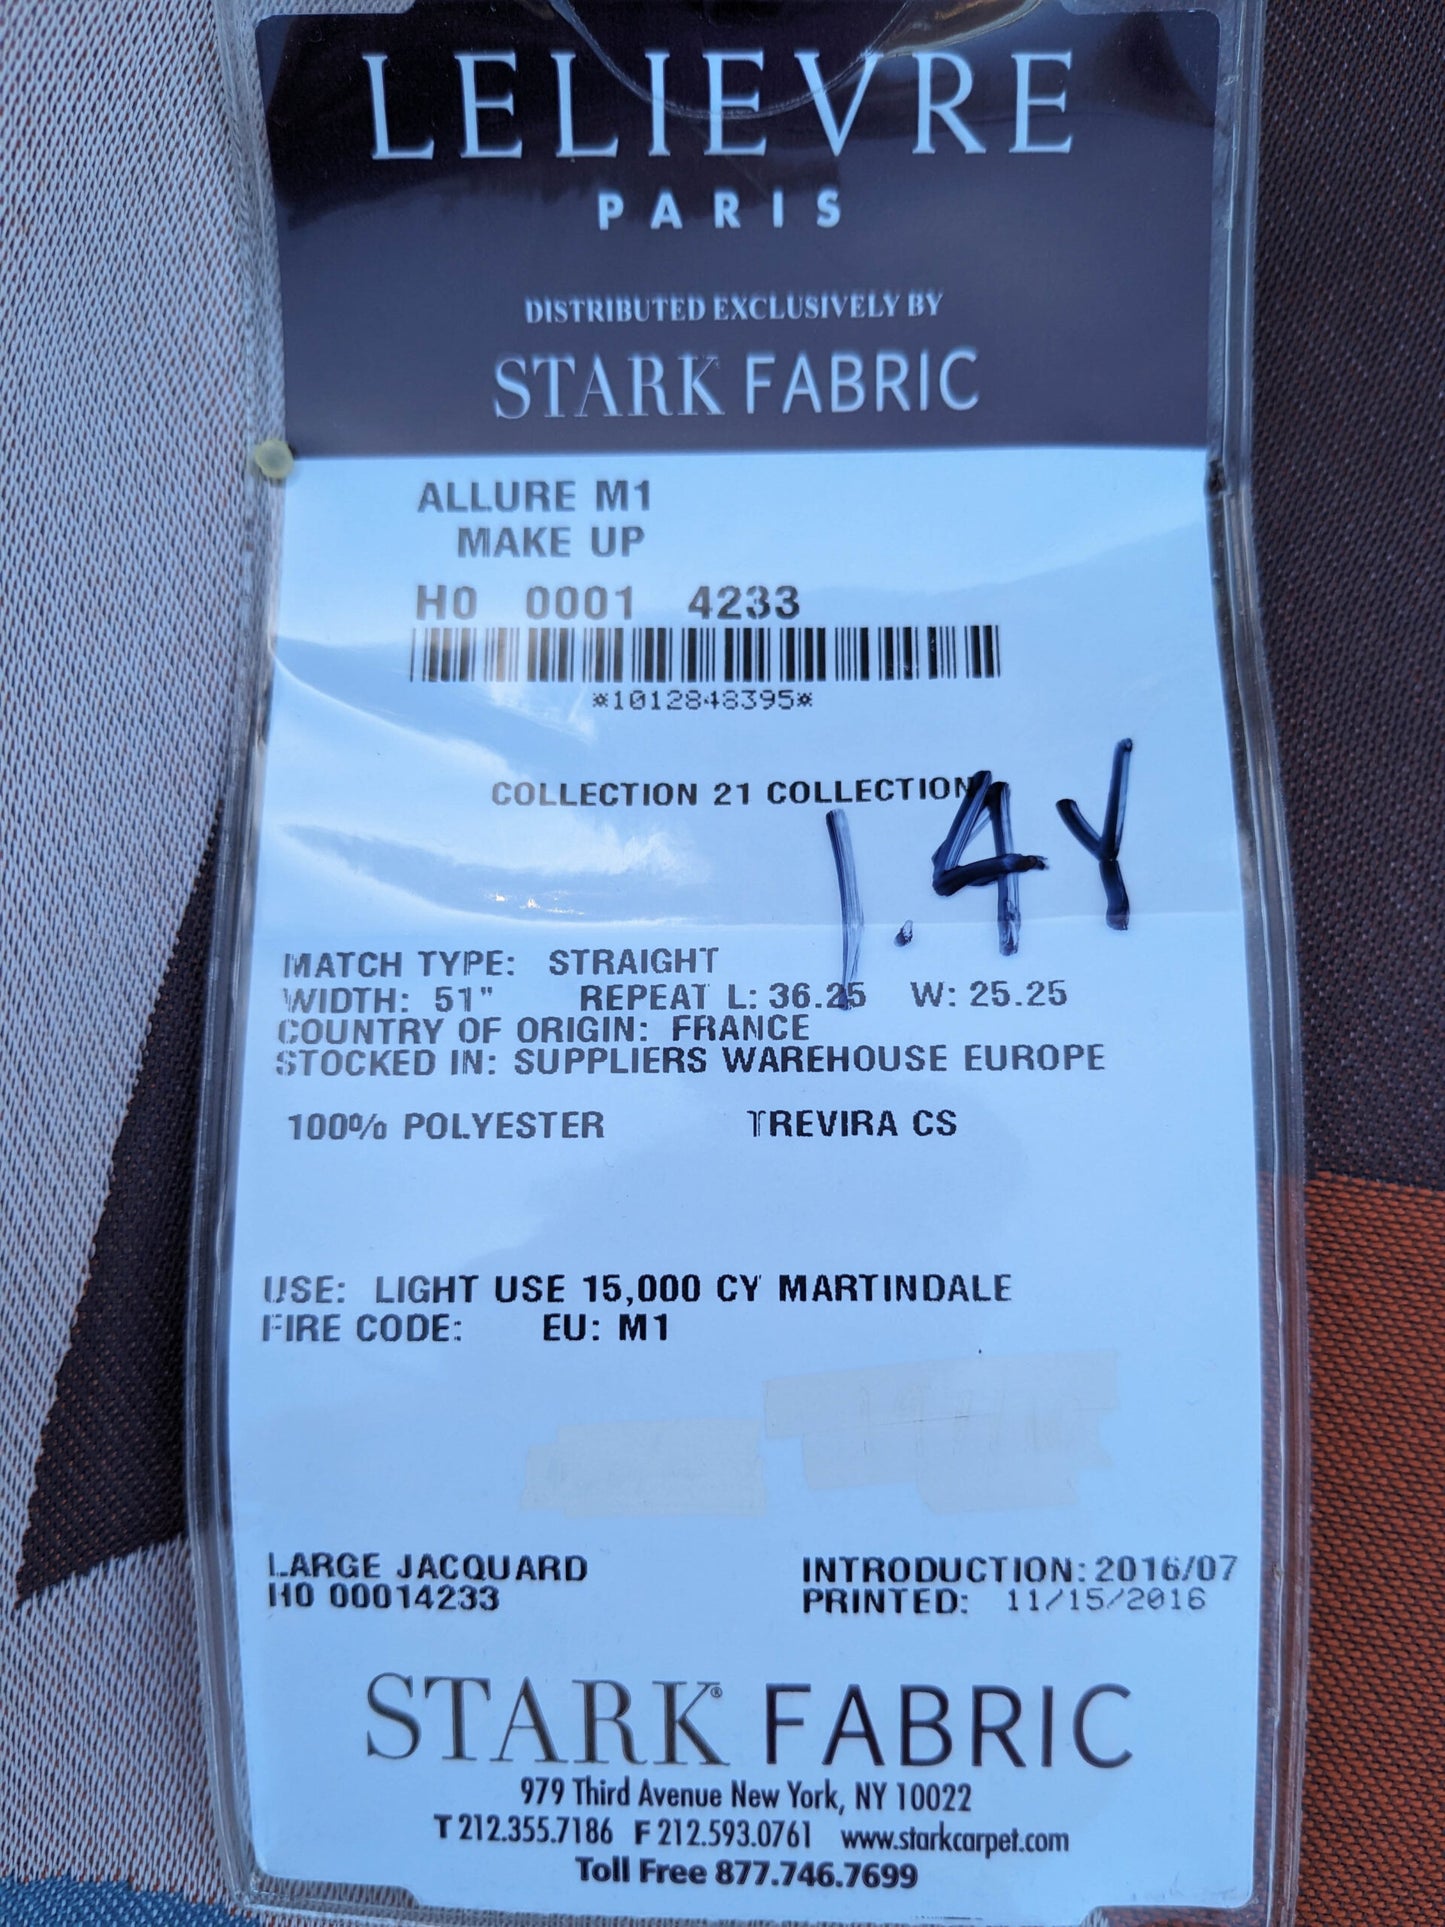 LELIEVRE
PARIS
DISTRIBUTED EXCLUSIVELY BY
STARK FABRIC
ALLURE M1
MAKE UP
H0 0001 4233
*1012848395*
COLLECTION 21 COLLECTION
1.4Y
MATCH TYPE: STRAIGHT
WIDTH: 51" REPEAT L: 36.25 W: 25.25
COUNTRY OF ORIGIN: FRANCE
STOCKED IN: SUPPLIERS WAREHOUSE EUROPE
100% POLYESTER TREVIRA CS
USE: LIGHT USE 15,000 CY MARTINDALE
FIRE CODE: EU: M1
LARGE JACQUARD INTRODUCTION: 2016/07
H0 00014233 PRINTED: 11/15/2016
STARK® FABRIC
979 Third Avenue New York, NY 10022
T 212.355.7186 F 212.593.0761 www.starkcarpet.com
Toll Free 877.746.7699